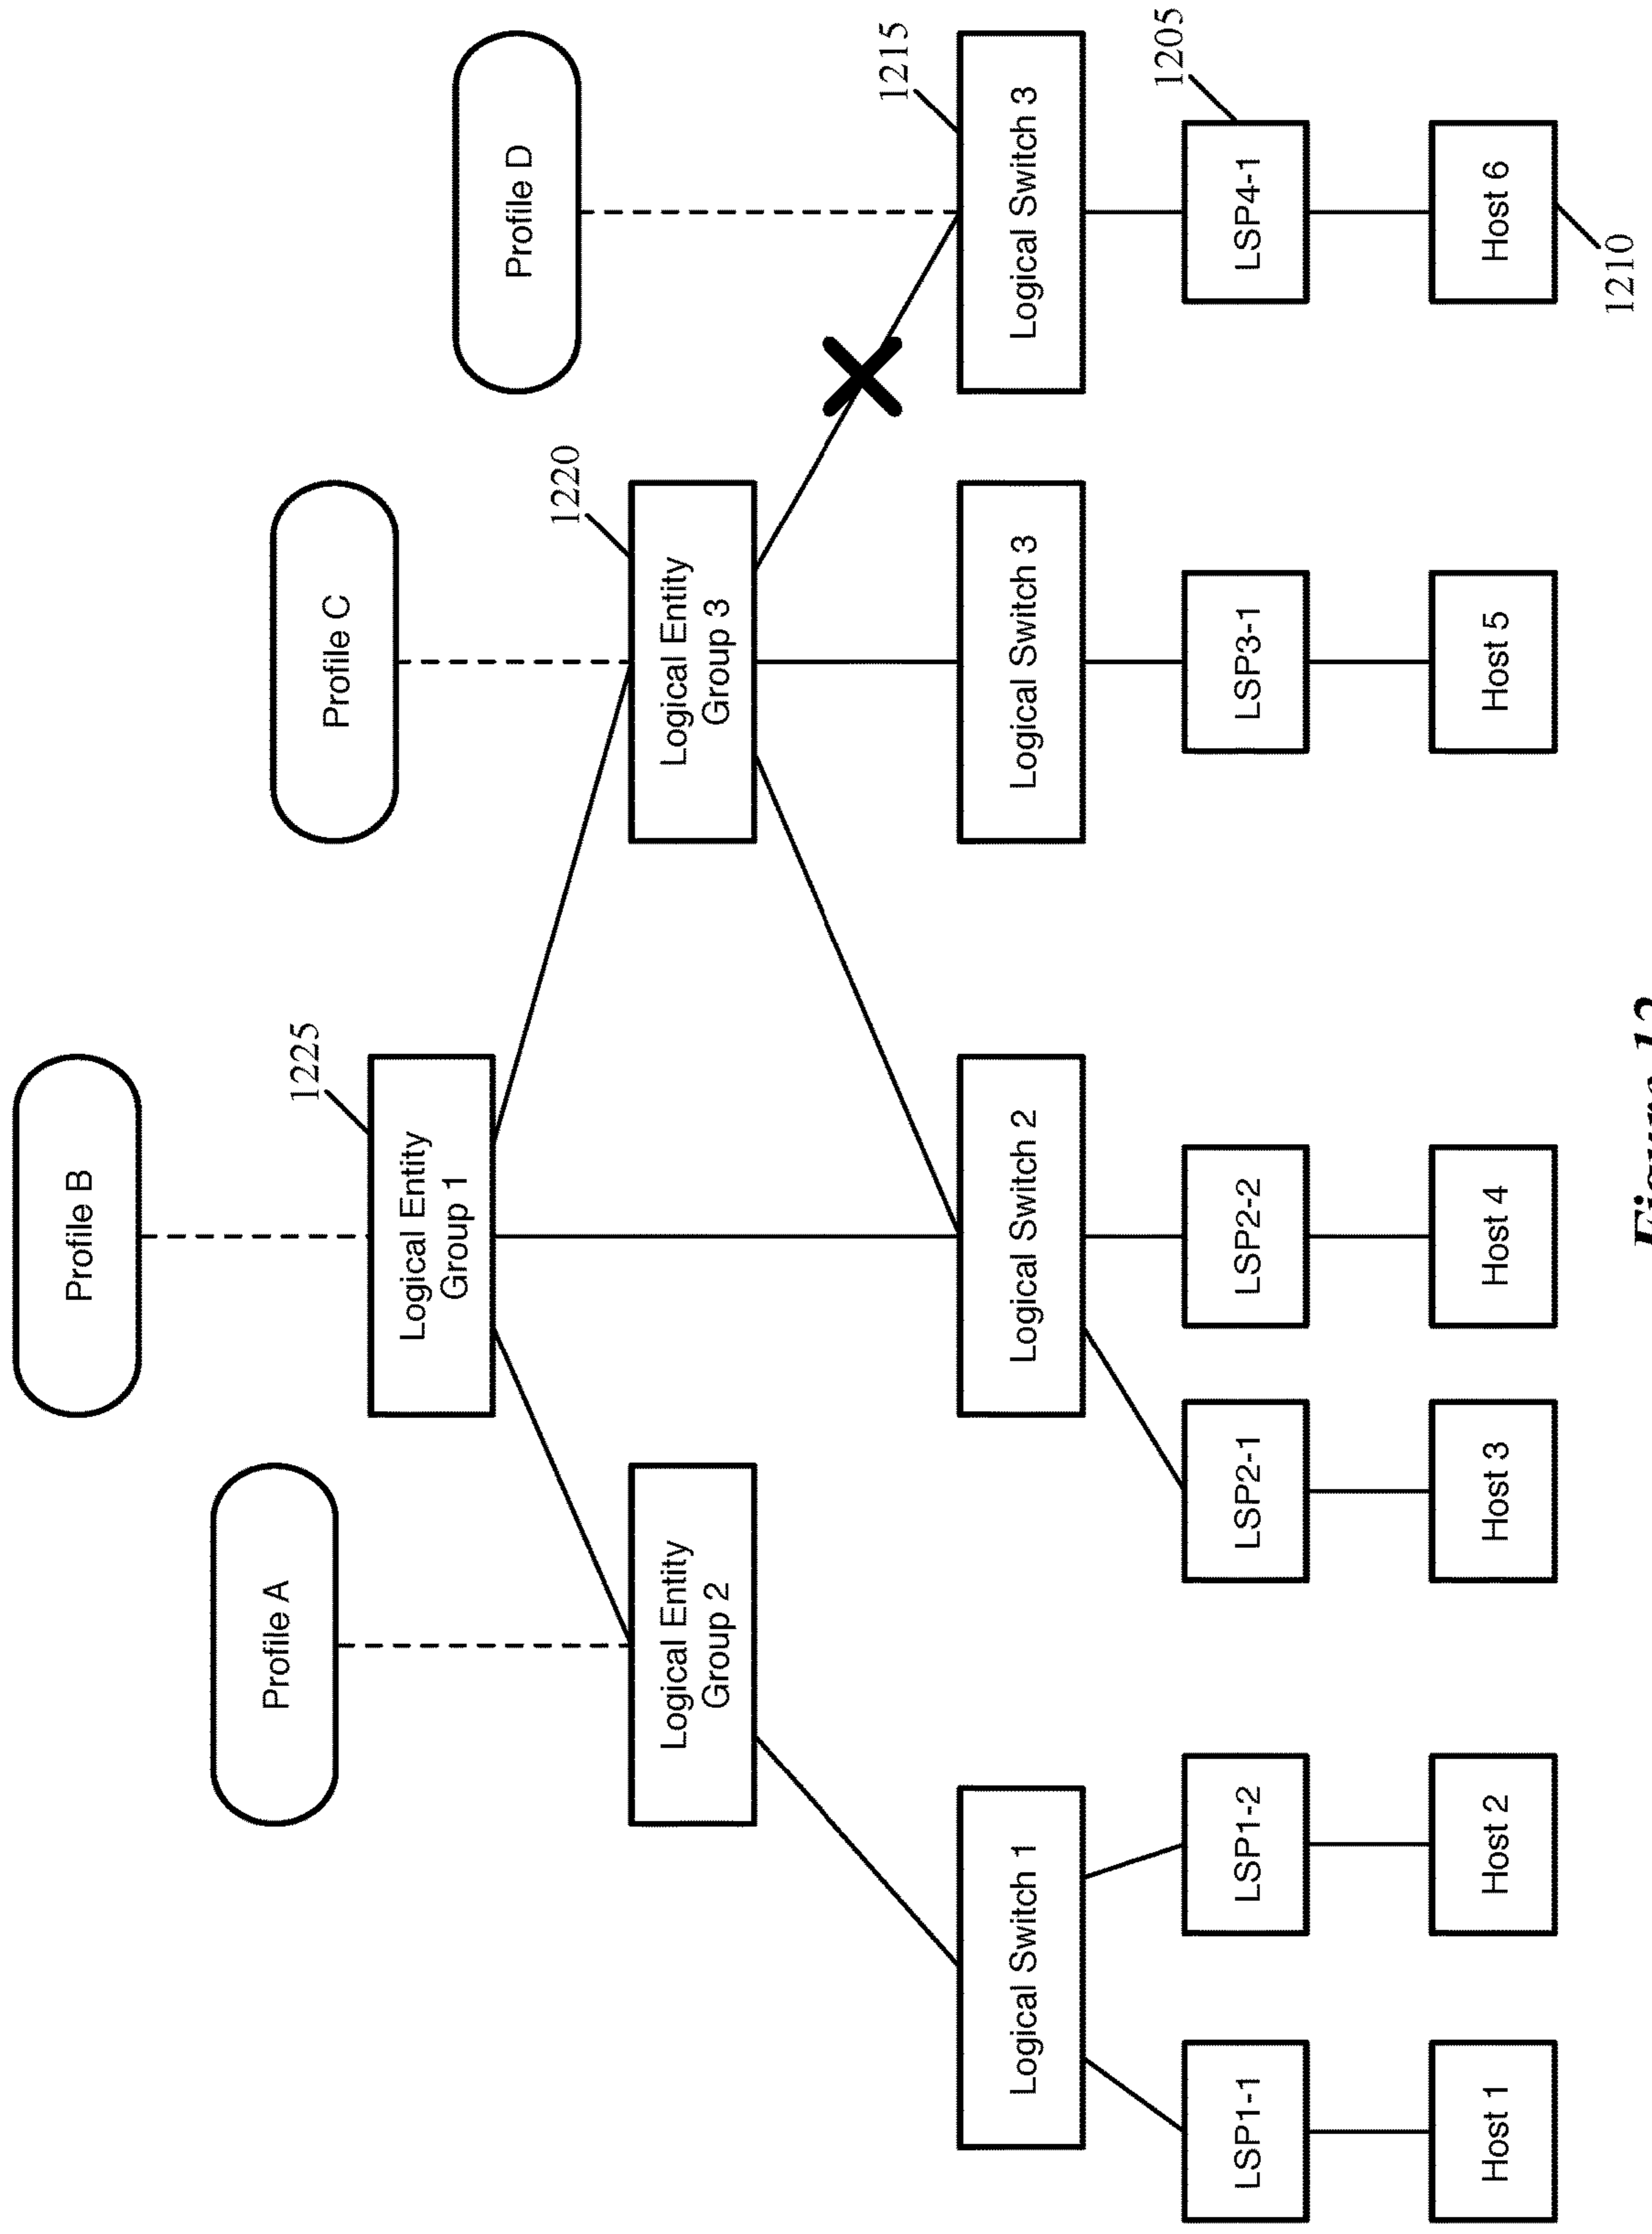 Profile B
Profile A
Profile C
1225
Logical Entity
Group 1
Profile D
1220
Logical Entity
Group 2
Logical Entity
Group 3
1215
Logical Switch 1
Logical Switch 2
Logical Switch 3
Logical Switch 3
1205
LSP1-1
LSP1-2
LSP2-1
LSP2-2
LSP3-1
LSP4-1
Host 1
Host 2
Host 3
Host 4
Host 5
Host 6
1210